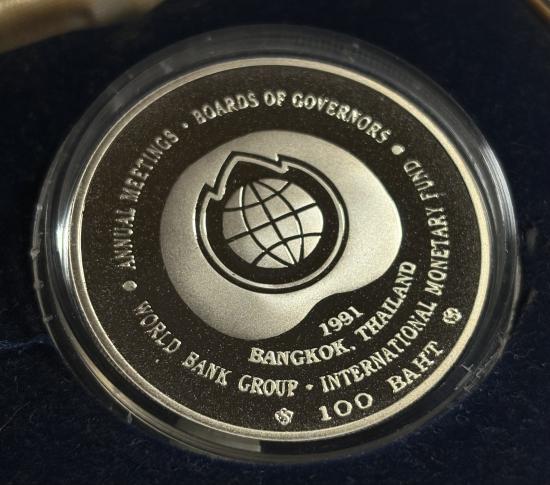 ANNUAL MEETINGS • BOARDS OF GOVERNORS
WORLD BANK GROUP • INTERNATIONAL MONETARY FUND
1991
BANGKOK, THAILAND
100 BAHT